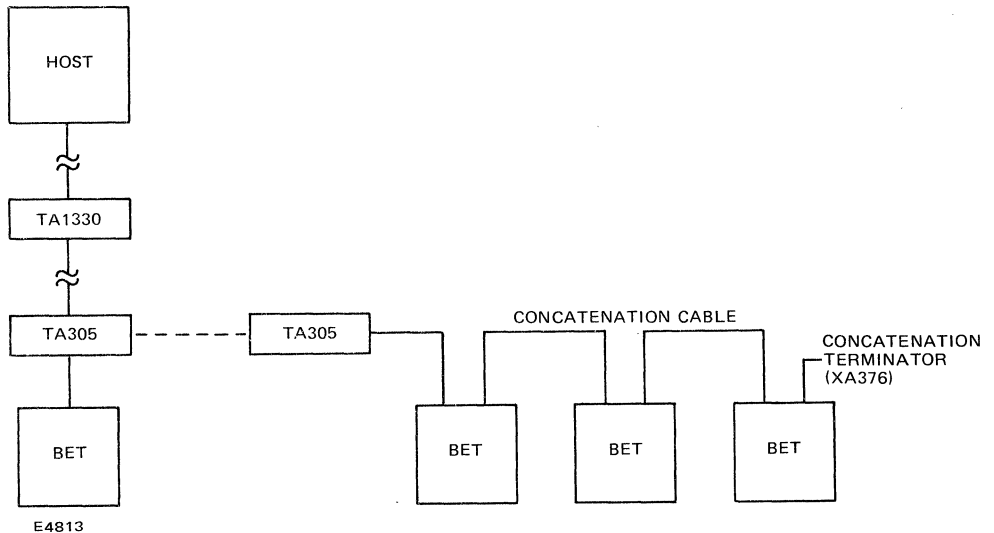 HOST
TA1330
TA305
TA305
CONCATENATION CABLE
CONCATENATION
TERMINATOR
(XA376)
BET
BET
BET
BET
E4813